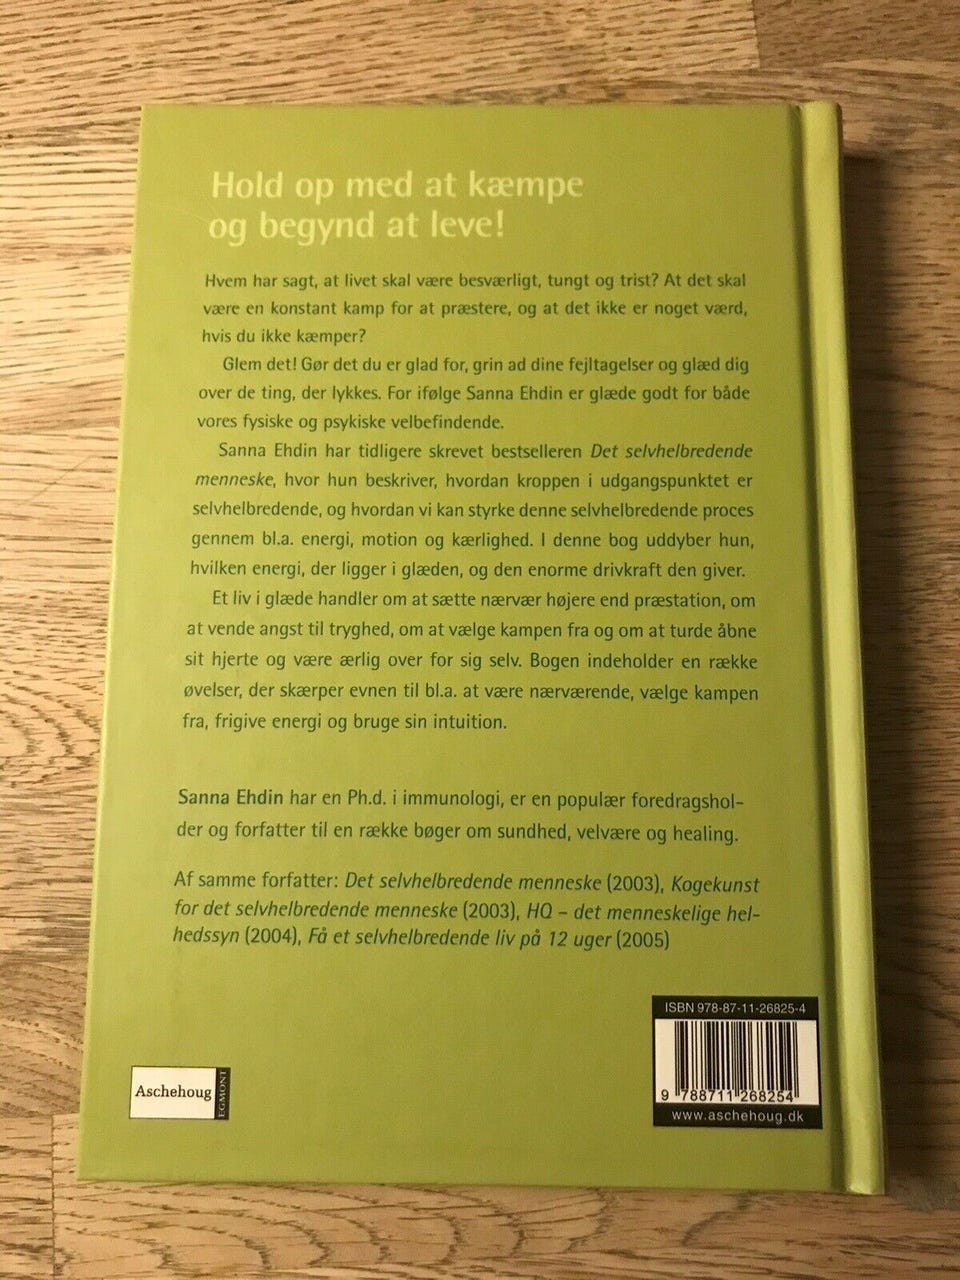 Hold op med at kæmpe
og begynd at leve!
Hvem har sagt, at livet skal være besværligt, tungt og trist? At det skal
være en konstant kamp for at præstere, og at det ikke er noget værd,
hvis du ikke kæmper?
Glem det! Gør det du er glad for, grin ad dine fejltagelser og glæd dig
over de ting, der lykkes. For ifølge Sanna Ehdin er glæde godt for både
vores fysiske og psykiske velbefindende.
Sanna Ehdin har tidligere skrevet bestselleren Det selvhelbredende
menneske, hvor hun beskriver, hvordan kroppen i udgangspunktet er
selvhelbredende, og hvordan vi kan styrke denne selvhelbredende proces
gennem bl.a. energi, motion og kærlighed. I denne bog uddyber hun,
hvilken energi, der ligger i glæden, og den enorme drivkraft den giver.
Et liv i glæde handler om at sætte nærvær højere end præstation, om
at vende angst til tryghed, om at vælge kampen fra og om at turde åbne
sit hjerte og være ærlig over for sig selv. Bogen indeholder en række
øvelser, der skærper evnen til bl.a. at være nærværende, vælge kampen
fra, frigive energi og bruge sin intuition.
Sanna Ehdin har en Ph.d. i immunologi, er en populær foredragshol-
der og forfatter til en række bøger om sundhed, velvære og healing.
Af samme forfatter: Det selvhelbredende menneske (2003), Kogekunst
for det selvhelbredende menneske (2003), HQ – det menneskelige hel-
hedssyn (2004), Få et selvhelbredende liv på 12 uger (2005)
ISBN 978-87-11-26825-4
9 788711 268254
www.aschehoug.dk
Aschehoug
EGMONT